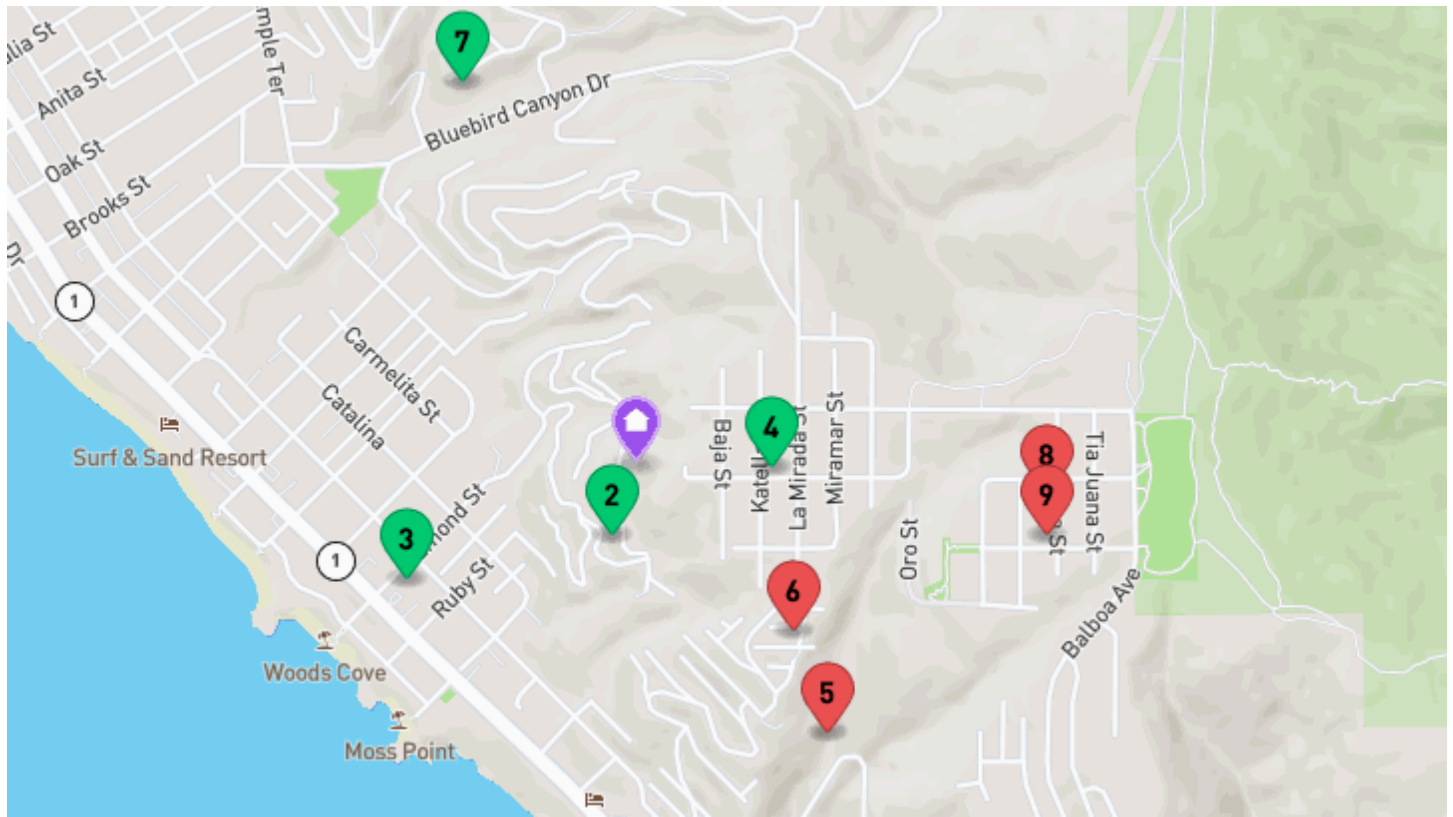 7
Anita St
Bluebird Canyon Dr
Oak St
Brooks St
Dr
1
Carmelita St
Catalina
Surf & Sand Resort
4
Baja St
La Mirada St
Miramar St
8
Tia Juana St
9
2
3
Ruby St
1
Oro St
6
Balboa Ave
Woods Cove
5
Moss Point